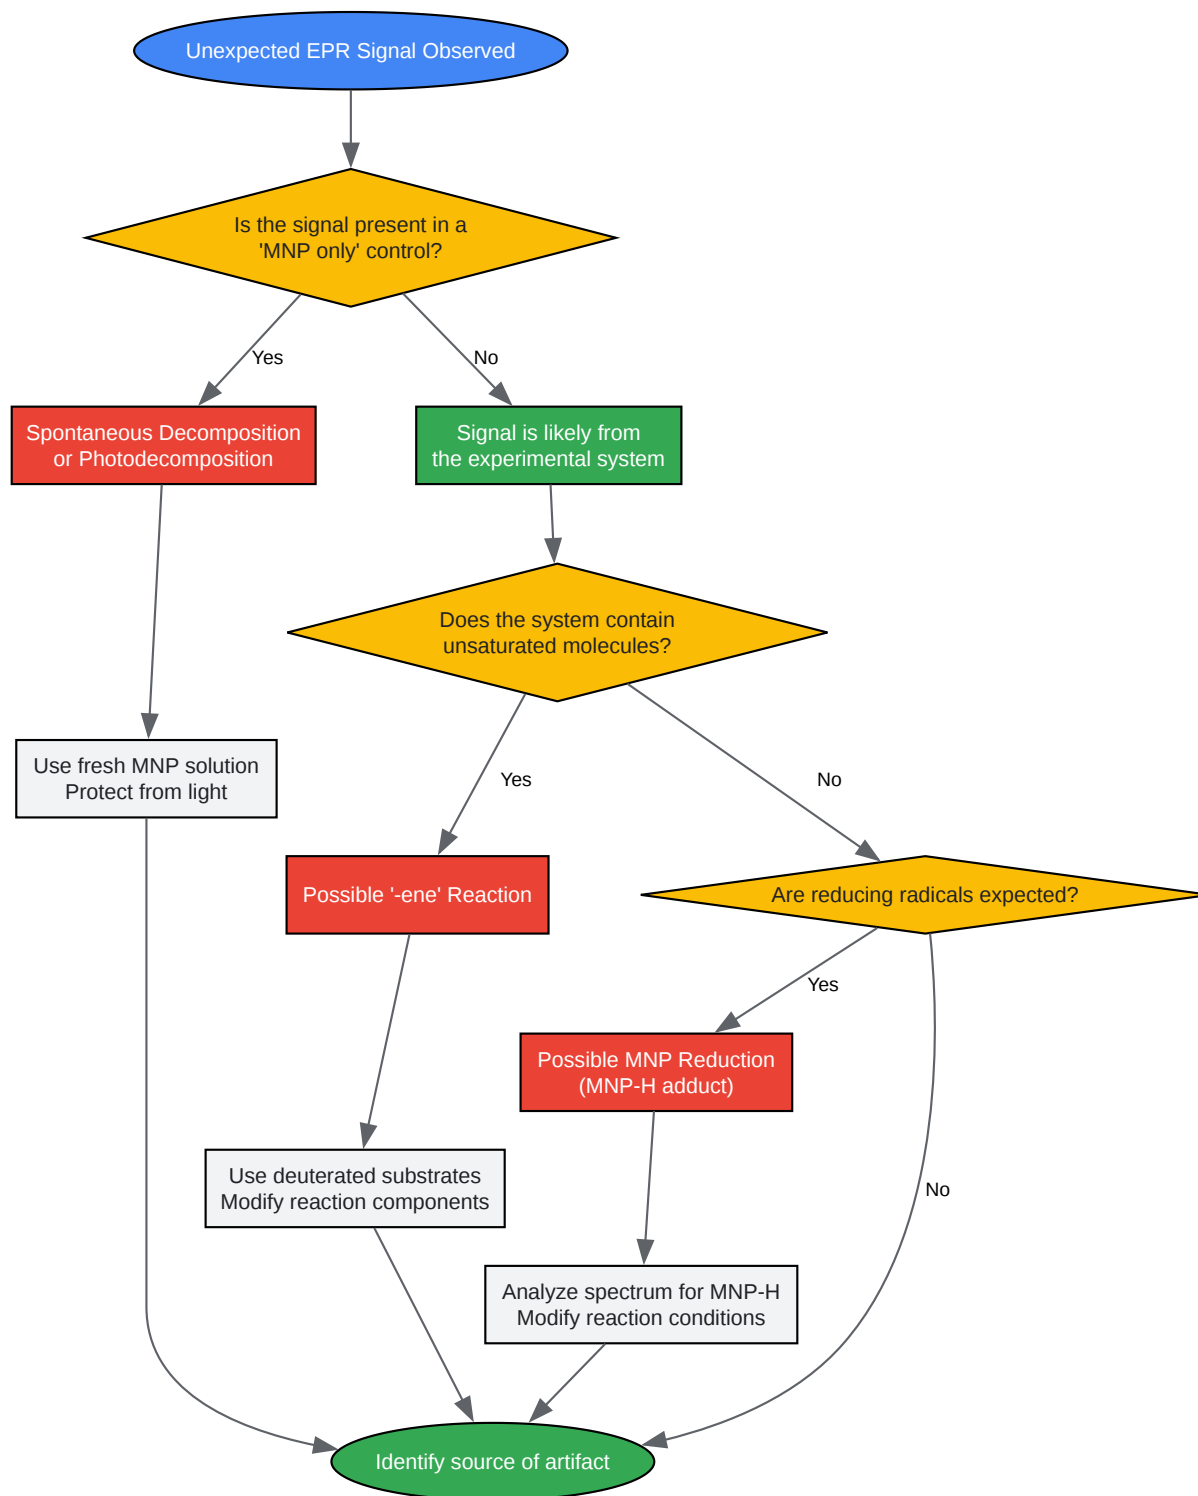 Unexpected EPR Signal Observed
Is the signal present in a
'MNP only' control?
Yes
No
Spontaneous Decomposition
or Photodecomposition
Signal is likely from
the experimental system
Does the system contain
unsaturated molecules?
Use fresh MNP solution
Protect from light
Yes
No
Possible '-ene' Reaction
Are reducing radicals expected?
Yes
Possible MNP Reduction
(MNP-H adduct)
Use deuterated substrates
Modify reaction components
No
Analyze spectrum for MNP-H
Modify reaction conditions
Identify source of artifact